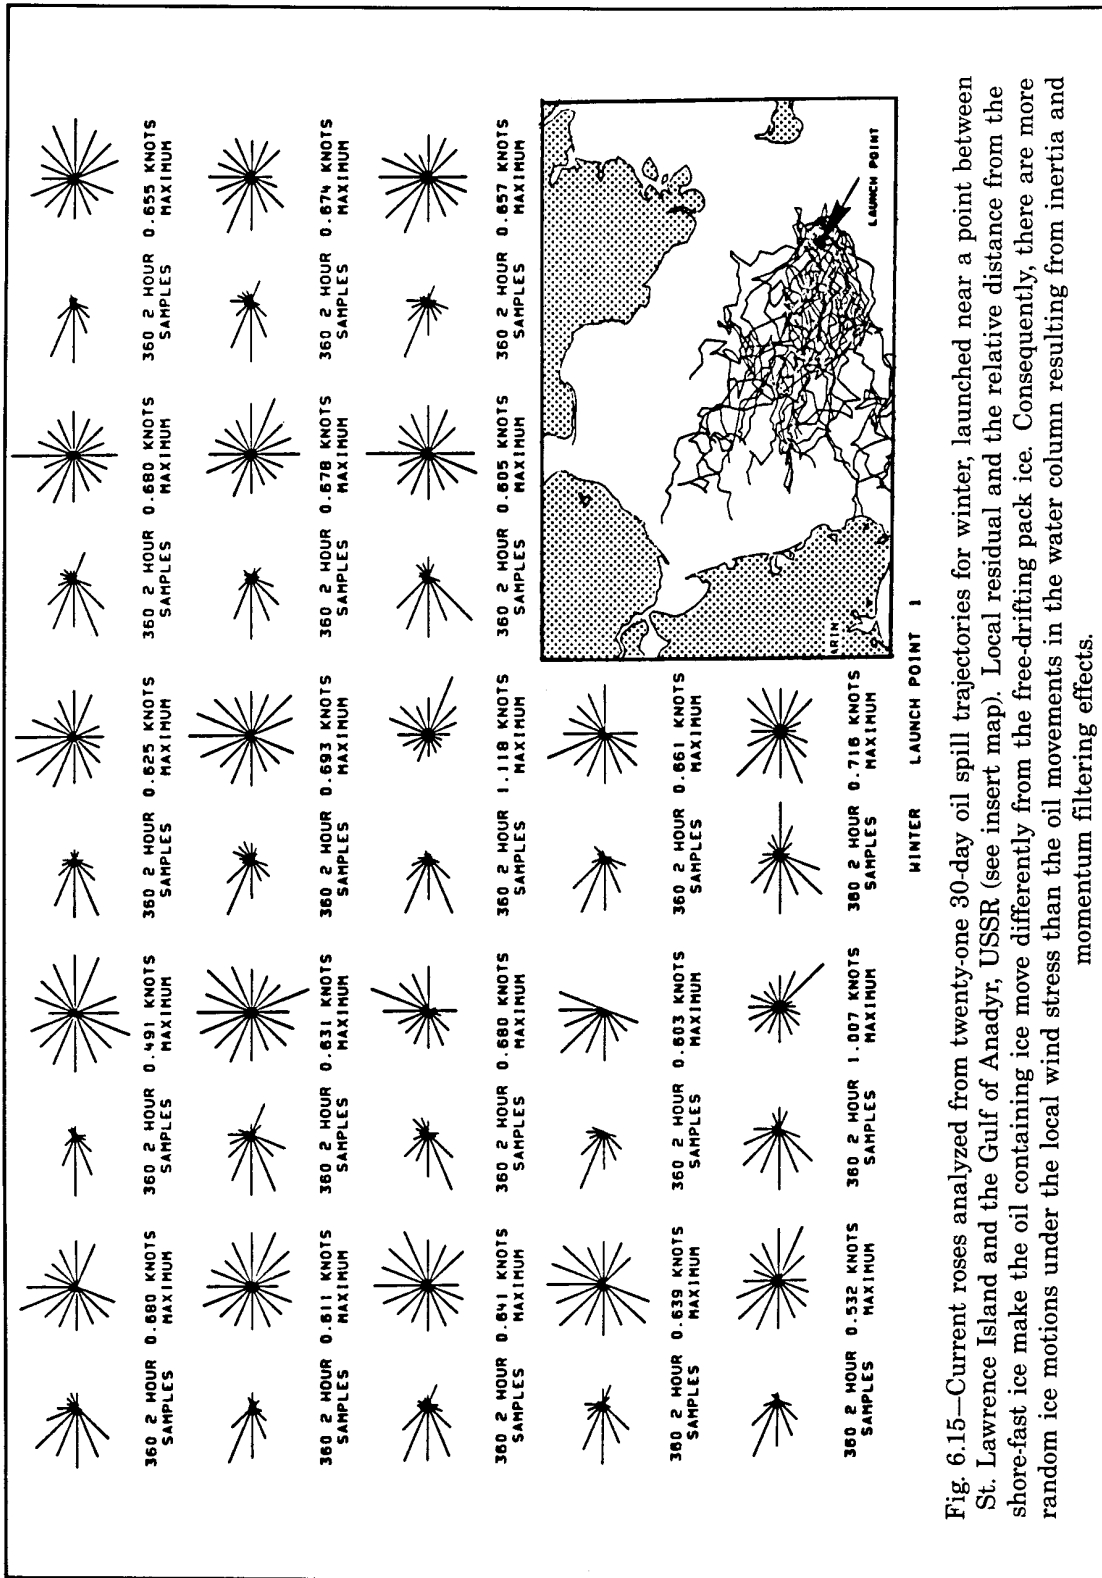 360 2 HOUR 0.680 KNOTS 360 2 HOUR 0.491 KNOTS 360 2 HOUR 0.625 KNOTS 360 2 HOUR 0.680 KNOTS 360 2 HOUR 0.655 KNOTS
SAMPLES MAXIMUM SAMPLES MAXIMUM SAMPLES MAXIMUM SAMPLES MAXIMUM SAMPLES MAXIMUM
360 2 HOUR 0.611 KNOTS 360 2 HOUR 0.631 KNOTS 360 2 HOUR 0.693 KNOTS 360 2 HOUR 0.678 KNOTS 360 2 HOUR 0.674 KNOTS
SAMPLES MAXIMUM SAMPLES MAXIMUM SAMPLES MAXIMUM SAMPLES MAXIMUM SAMPLES MAXIMUM
360 2 HOUR 0.641 KNOTS 360 2 HOUR 0.680 KNOTS 360 2 HOUR 1.118 KNOTS 360 2 HOUR 0.605 KNOTS 360 2 HOUR 0.657 KNOTS
SAMPLES MAXIMUM SAMPLES MAXIMUM SAMPLES MAXIMUM SAMPLES MAXIMUM SAMPLES MAXIMUM
360 2 HOUR 0.639 KNOTS 360 2 HOUR 0.603 KNOTS 360 2 HOUR 0.661 KNOTS
SAMPLES MAXIMUM SAMPLES MAXIMUM SAMPLES MAXIMUM
360 2 HOUR 0.532 KNOTS 360 2 HOUR 1.007 KNOTS 360 2 HOUR 0.716 KNOTS
SAMPLES MAXIMUM SAMPLES MAXIMUM SAMPLES MAXIMUM
ARIN
LAUNCH POINT
WINTER LAUNCH POINT 1
Fig. 6.15—Current roses analyzed from twenty-one 30-day oil spill trajectories for winter, launched near a point between
St. Lawrence Island and the Gulf of Anadyr, USSR (see insert map). Local residual and the relative distance from the
shore-fast ice make the oil containing ice move differently from the free-drifting pack ice. Consequently, there are more
random ice motions under the local wind stress than the oil movements in the water column resulting from inertia and
momentum filtering effects.